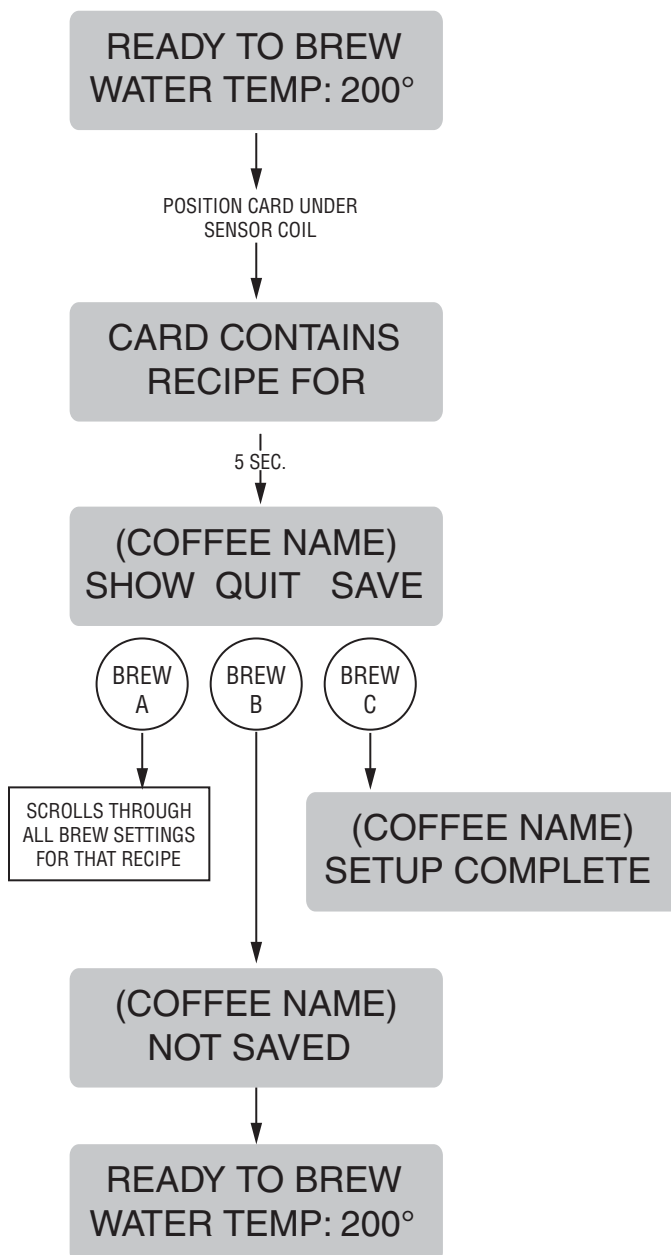 READY TO BREW
WATER TEMP: 200°
POSITION CARD UNDER
SENSOR COIL
CARD CONTAINS
RECIPE FOR
5 SEC.
(COFFEE NAME)
SHOW QUIT SAVE
BREW
A
BREW
B
BREW
C
SCROLLS THROUGH
ALL BREW SETTINGS
FOR THAT RECIPE
(COFFEE NAME)
SETUP COMPLETE
(COFFEE NAME)
NOT SAVED
READY TO BREW
WATER TEMP: 200°